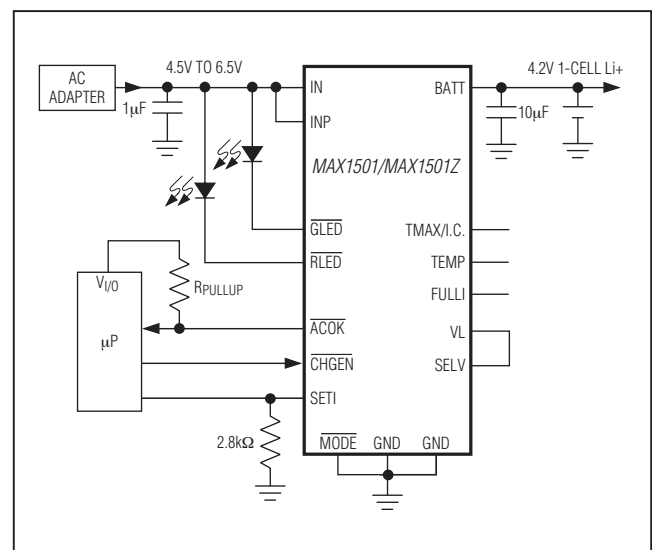 AC
ADAPTER
4.5V TO 6.5V
1μF
IN
INP
BATT
4.2V 1-CELL Li+
10μF
MAX1501/MAX1501Z
GLED
RLED
ACOK
CHGEN
SETI
TMAX/I.C.
TEMP
FULLI
VL
SELV
VI/O
RPULLUP
μP
2.8kΩ
MODE
GND
GND